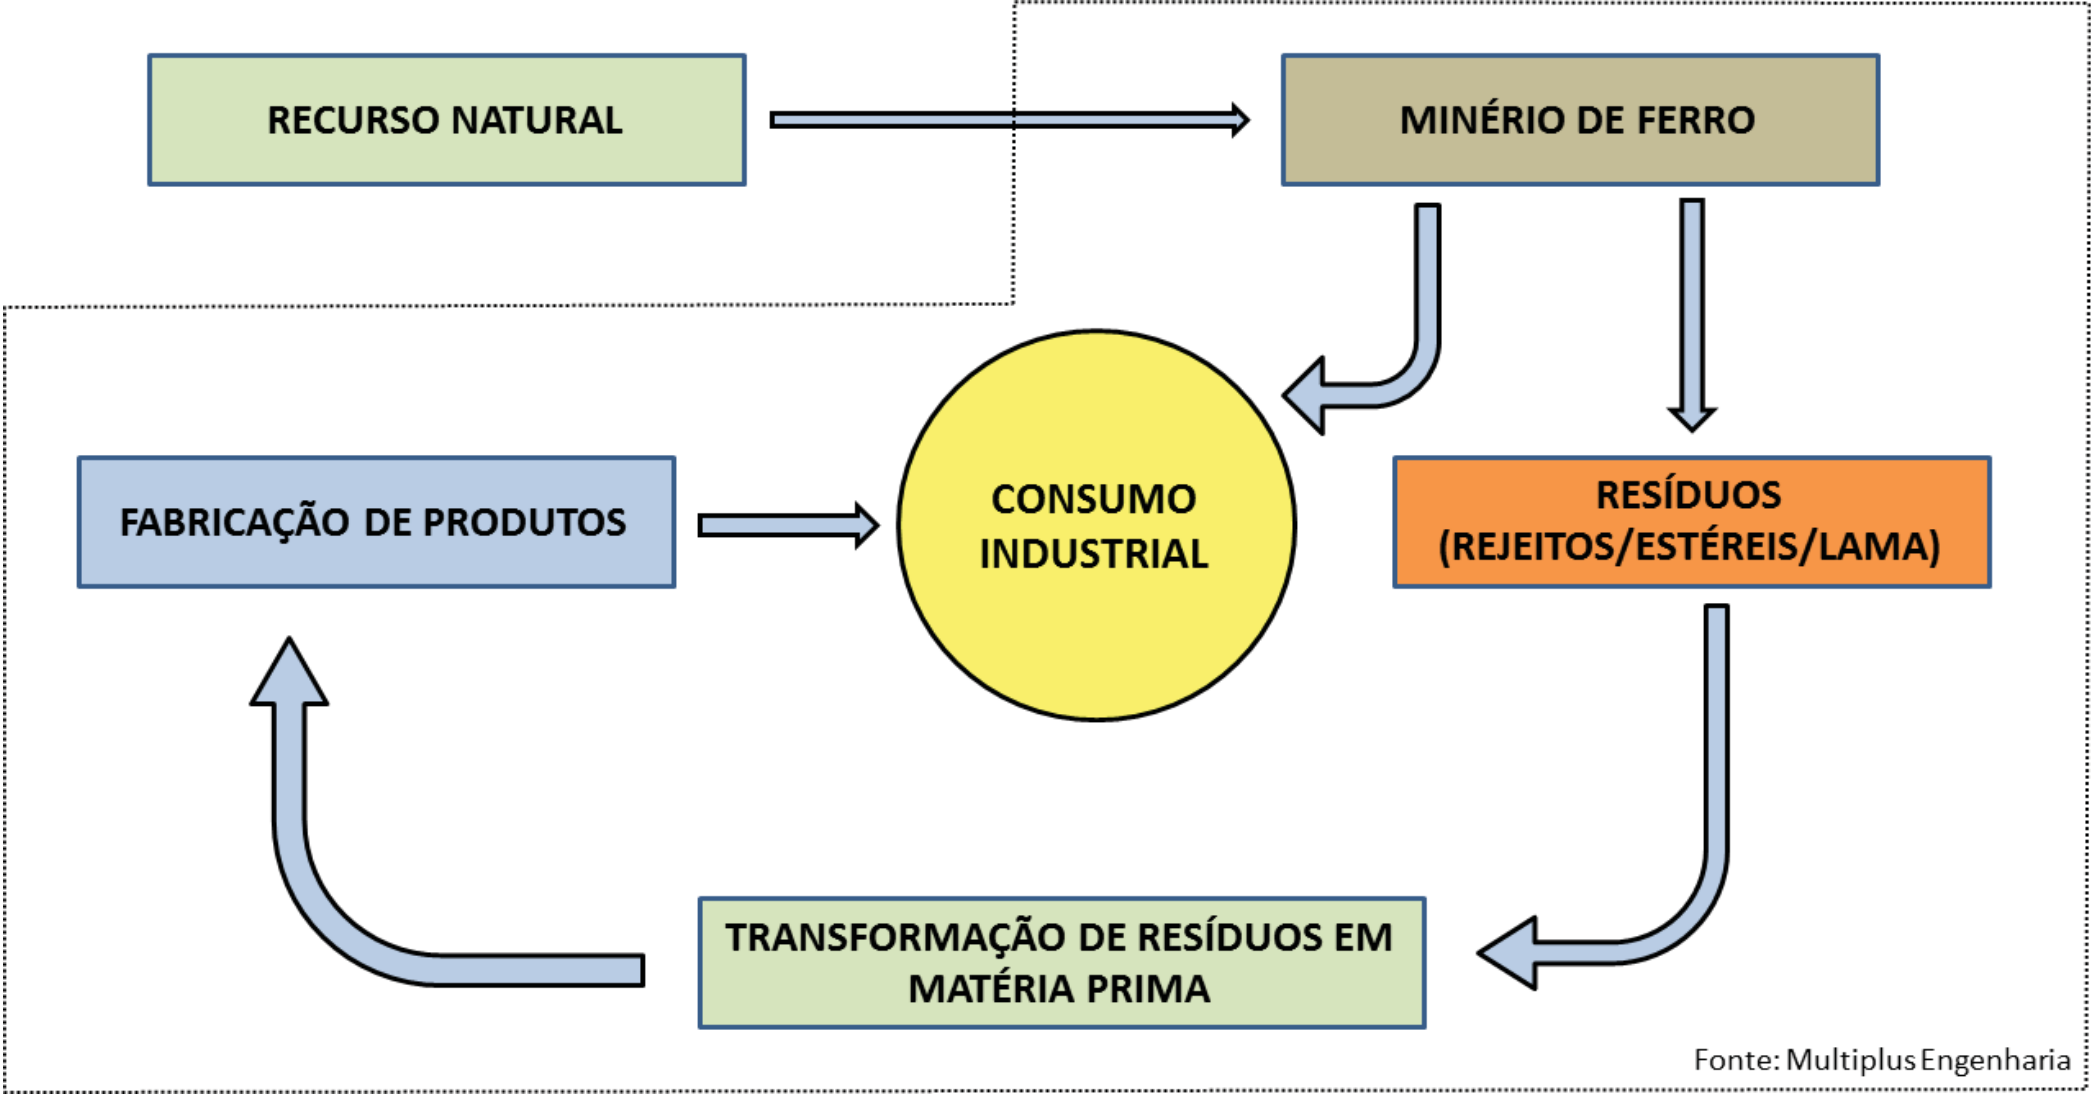 RECURSO NATURAL
MINÉRIO DE FERRO
FABRICAÇÃO DE PRODUTOS
CONSUMO
INDUSTRIAL
RESÍDUOS
(REJEITOS/ESTÉREIS/LAMA)
TRANSFORMAÇÃO DE RESÍDUOS EM
MATÉRIA PRIMA
Fonte: Multiplus Engenharia